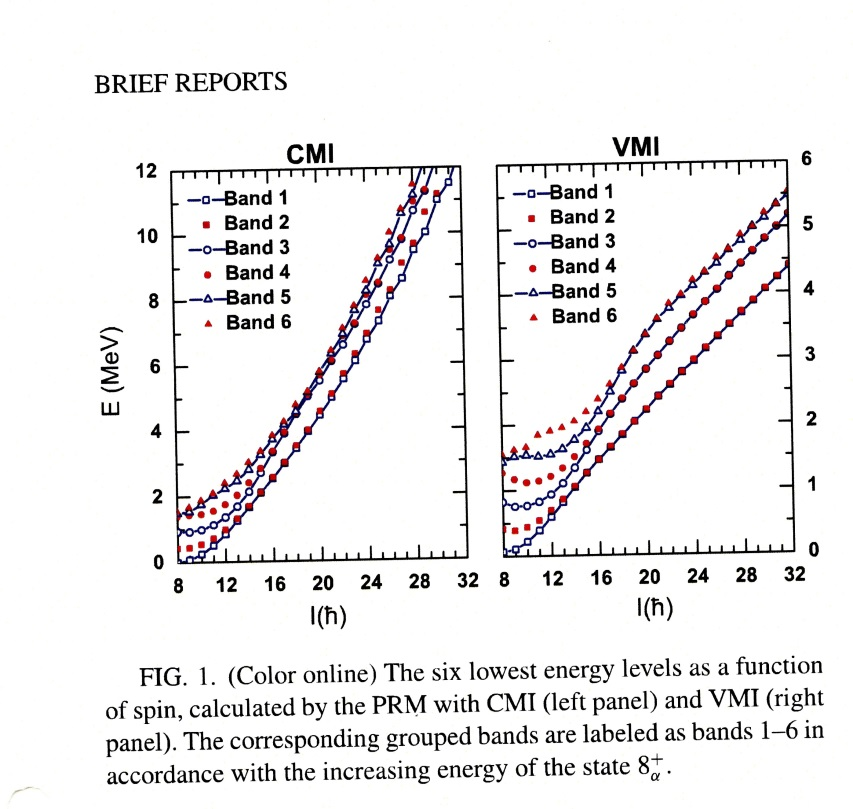 BRIEF REPORTS
CMI
VMI
12
10
8
6
4
2
0
E (MeV)
Band 1
Band 2
Band 3
Band 4
Band 5
Band 6
8 12 16 20 24 28 32
I(ħ)
Band 1
Band 2
Band 3
Band 4
Band 5
Band 6
6
5
4
3
2
1
0
8 12 16 20 24 28 32
I(ħ)
FIG. 1. (Color online) The six lowest energy levels as a function
of spin, calculated by the PRM with CMI (left panel) and VMI (right
panel). The corresponding grouped bands are labeled as bands 1–6 in
accordance with the increasing energy of the state 8⁺α.